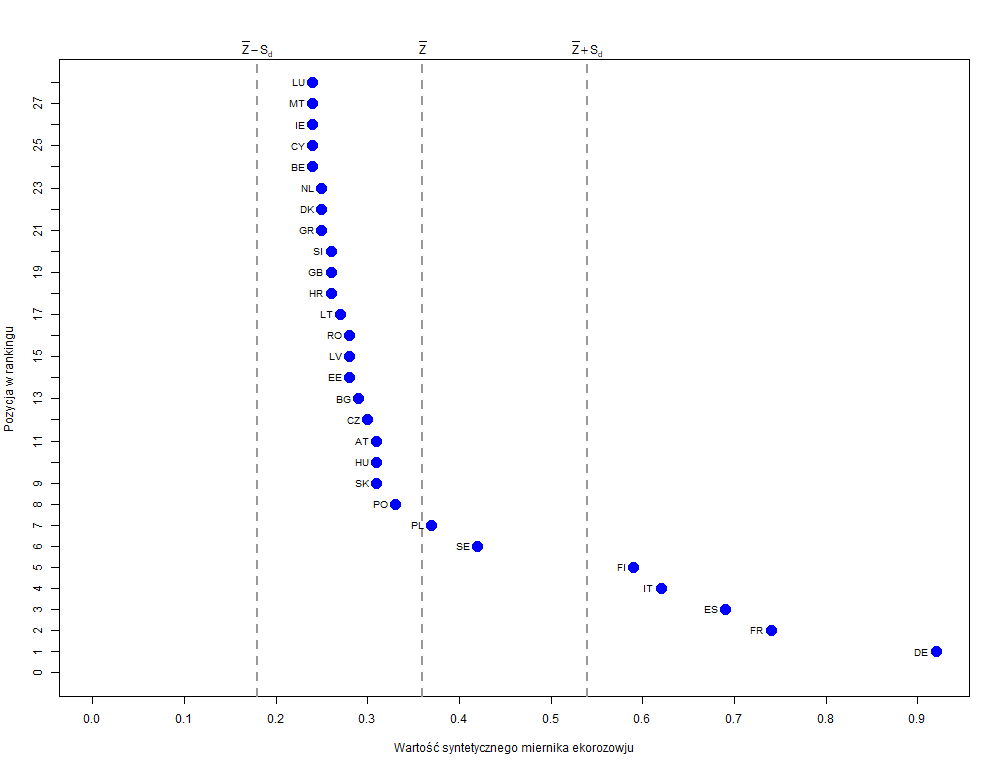 Z̅ − Sd Z̅ Z̅ + Sd
LU
27 MT
IE
25 CY
BE
23 NL
DK
21 GR
SI
19 GB
HR
17 LT
RO
15 LV
EE
13 BG
CZ
11 AT
HU
9 SK
8 PO
7 PL
6 SE
5 FI
4 IT
3 ES
2 FR
1 DE
0
Pozycja w rankingu
0.0 0.1 0.2 0.3 0.4 0.5 0.6 0.7 0.8 0.9
Wartość syntetycznego miernika ekorozowju